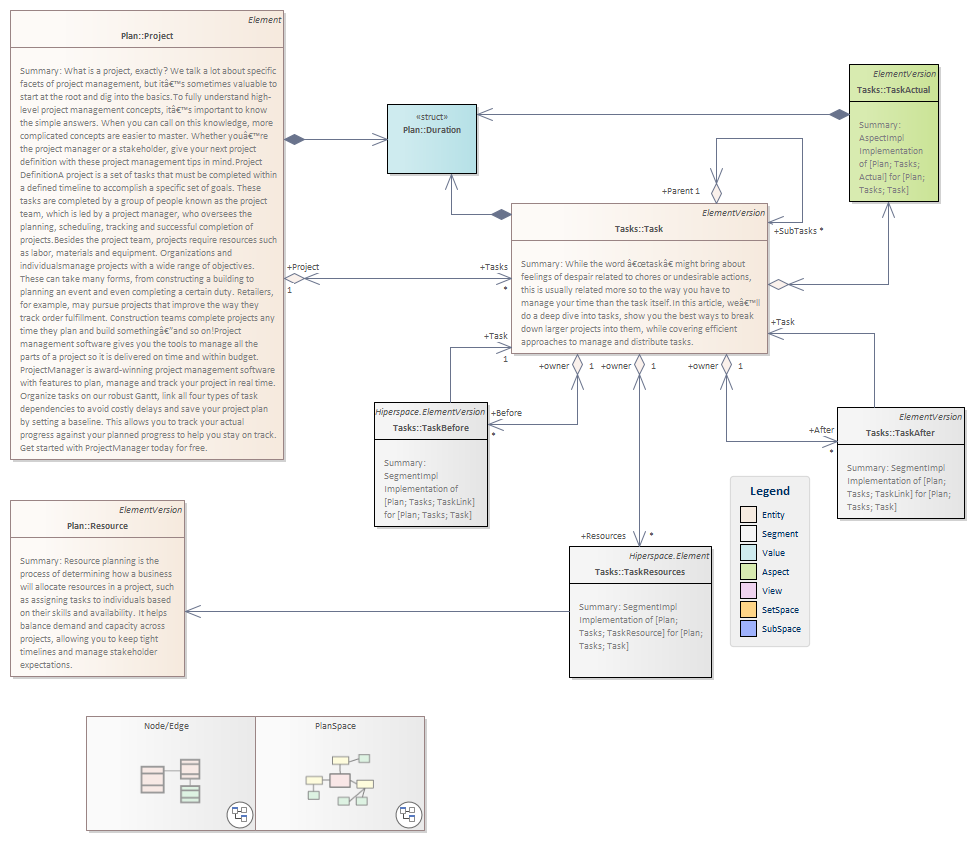 Element
Plan::Project
Summary: What is a project, exactly? We talk a lot about specific
facets of project management, but itâ€™s sometimes valuable to
start at the root and dig into the basics.To fully understand high-
level project management concepts, itâ€™s important to know
the simple answers. When you can call on this knowledge, more
complicated concepts are easier to master. Whether youâ€™re
the project manager or a stakeholder, give your next project
definition with these project management tips in mind.Project
DefinitionA project is a set of tasks that must be completed within
a defined timeline to accomplish a specific set of goals. These
tasks are completed by a group of people known as the project
team, which is led by a project manager, who oversees the
planning, scheduling, tracking and successful completion of
projects.Besides the project team, projects require resources such
as labor, materials and equipment. Organizations and
individualsmanage projects with a wide range of objectives.
These can take many forms, from constructing a building to
planning an event and even completing a certain duty. Retailers,
for example, may pursue projects that improve the way they
track order fulfillment. Construction teams complete projects any
time they plan and build somethingâ€"and so on!Project
management software gives you the tools to manage all the
parts of a project so it is delivered on time and within budget.
ProjectManager is award-winning project management software
with features to plan, manage and track your project in real time.
Organize tasks on our robust Gantt, link all four types of task
dependencies to avoid costly delays and save your project plan
by setting a baseline. This allows you to track your actual
progress against your planned progress to help you stay on track.
Get started with ProjectManager today for free.
«struct»
Plan::Duration
ElementVersion
Tasks::TaskActual
Summary:
AspectImpl
Implementation
of [Plan; Tasks;
Actual] for [Plan;
Tasks; Task]
+Parent 1
+SubTasks *
ElementVersion
Tasks::Task
Summary: While the word â€œtaskâ€ might bring about
feelings of despair related to chores or undesirable actions,
this is usually related more so to the way you have to
manage your time than the task itself.In this article, weâ€™ll
do a deep dive into tasks, show you the best ways to break
down larger projects into them, while covering efficient
approaches to manage and distribute tasks.
+Project
1
+Tasks
*
+Task
1
+Task
+owner 1
+owner 1
+owner 1
+Before
*
+After
*
+Resources *
Hiperspace.ElementVersion
Tasks::TaskBefore
Summary:
SegmentImpl
Implementation of
[Plan; Tasks; TaskLink]
for [Plan; Tasks; Task]
ElementVersion
Tasks::TaskAfter
Summary: SegmentImpl
Implementation of [Plan;
Tasks; TaskLink] for [Plan;
Tasks; Task]
Hiperspace.Element
Tasks::TaskResources
Summary: SegmentImpl
Implementation of [Plan;
Tasks; TaskResource] for [Plan;
Tasks; Task]
Legend
Entity
Segment
Value
Aspect
View
SetSpace
SubSpace
ElementVersion
Plan::Resource
Summary: Resource planning is the
process of determining how a business
will allocate resources in a project, such
as assigning tasks to individuals based
on their skills and availability. It helps
balance demand and capacity across
projects, allowing you to keep tight
timelines and manage stakeholder
expectations.
Node/Edge
PlanSpace